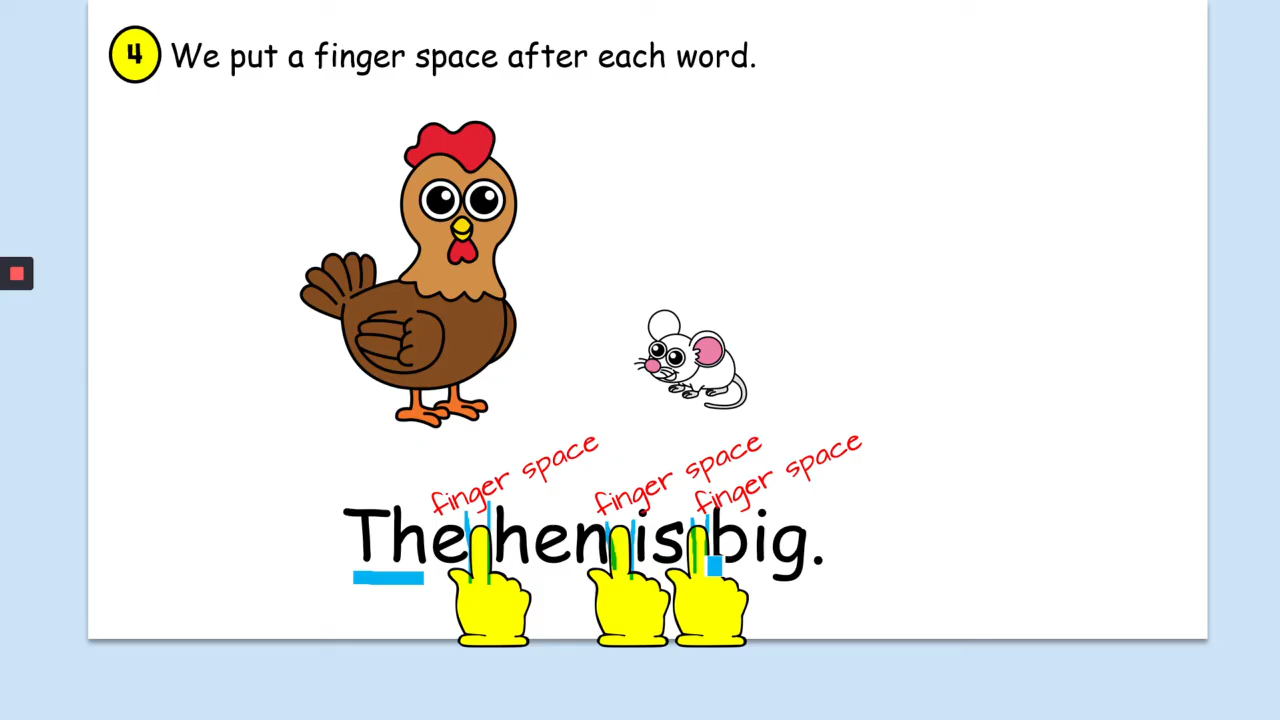 4 We put a finger space after each word.
finger space finger space finger space
The hen is big.